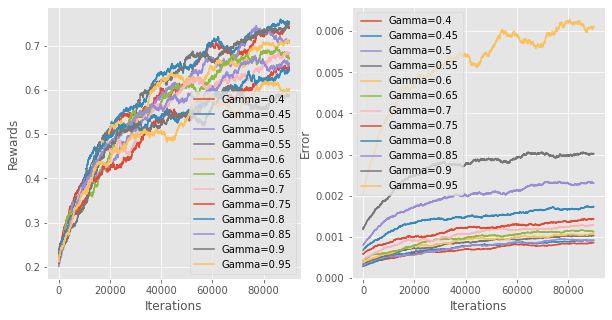 0.7
0.6
0.5
0.4
0.3
0.2
Rewards
0
20000
40000
60000
80000
Iterations
Gamma=0.4
Gamma=0.45
Gamma=0.5
Gamma=0.55
Gamma=0.6
Gamma=0.65
Gamma=0.7
Gamma=0.75
Gamma=0.8
Gamma=0.85
Gamma=0.9
Gamma=0.95
0.006
0.005
0.004
0.003
0.002
0.001
0.000
Error
0
20000
40000
60000
80000
Iterations
Gamma=0.4
Gamma=0.45
Gamma=0.5
Gamma=0.55
Gamma=0.6
Gamma=0.65
Gamma=0.7
Gamma=0.75
Gamma=0.8
Gamma=0.85
Gamma=0.9
Gamma=0.95